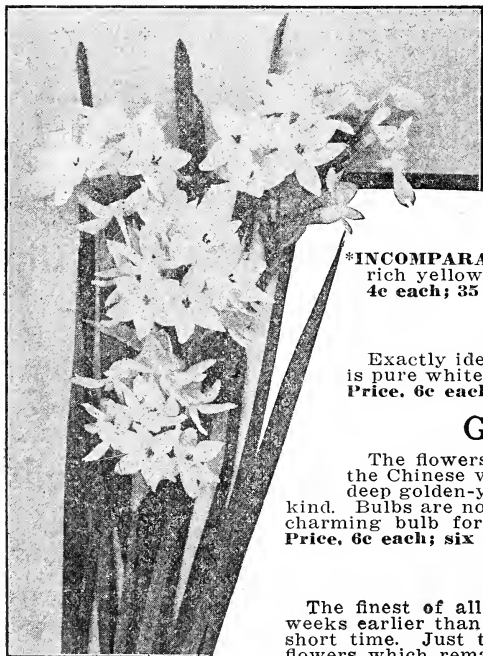 *INCOMPARA
rich yellow
4c each; 35
Exactly ide
is pure white
Price, 6c eacl
G
The flowers
the Chinese v
deep golden-y
kind. Bulbs are no
charming bulb for
Price, 6c each; six
The finest of all
weeks earlier than
short time. Just t
flowers which rema